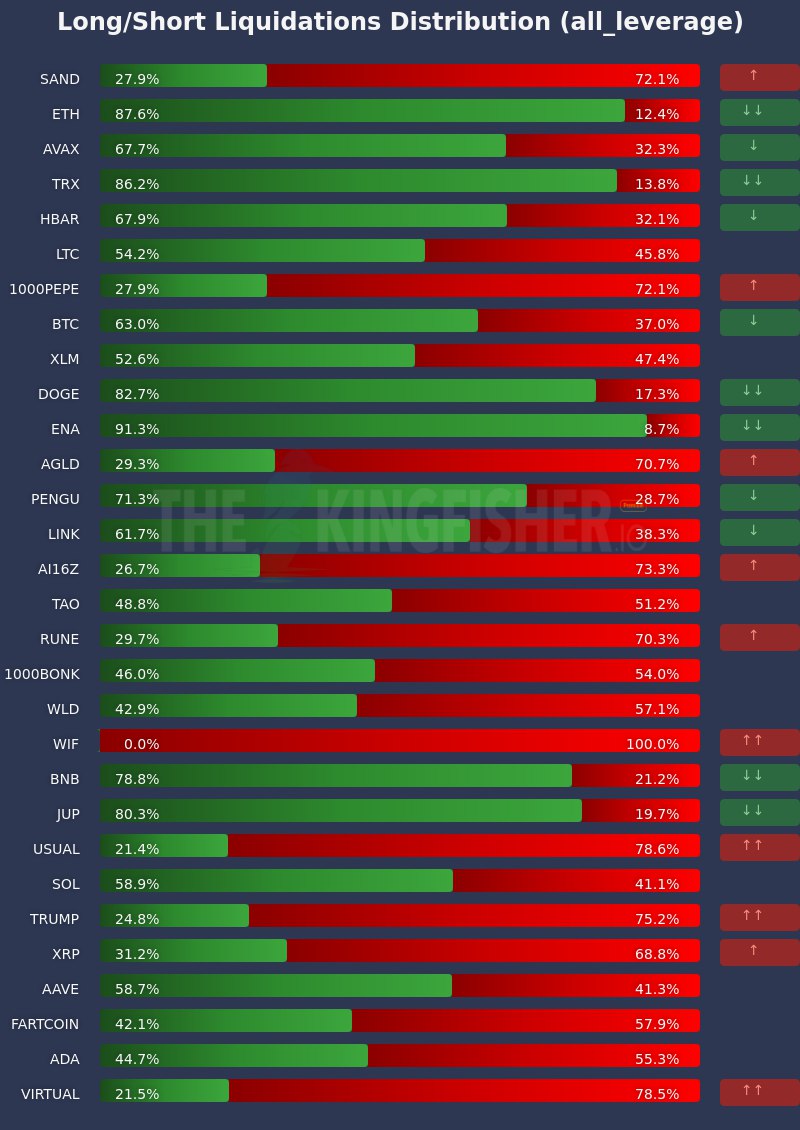 Long/Short Liquidations Distribution (all_leverage)
SAND 27.9% 72.1% ↑
ETH 87.6% 12.4% ↓↓
AVAX 67.7% 32.3% ↓
TRX 86.2% 13.8% ↓↓
HBAR 67.9% 32.1% ↓
LTC 54.2% 45.8%
1000PEPE 27.9% 72.1% ↑
BTC 63.0% 37.0% ↓
XLM 52.6% 47.4%
DOGE 82.7% 17.3% ↓↓
ENA 91.3% 8.7% ↓↓
AGLD 29.3% 70.7% ↑
PENGU 71.3% 28.7% ↓
THE KINGFISHER.IO
LINK 61.7% 38.3% ↓
AI16Z 26.7% 73.3% ↑
TAO 48.8% 51.2%
RUNE 29.7% 70.3% ↑
1000BONK 46.0% 54.0%
WLD 42.9% 57.1%
WIF 0.0% 100.0% ↑↑
BNB 78.8% 21.2% ↓↓
JUP 80.3% 19.7% ↓↓
USUAL 21.4% 78.6% ↑↑
SOL 58.9% 41.1%
TRUMP 24.8% 75.2% ↑↑
XRP 31.2% 68.8% ↑
AAVE 58.7% 41.3%
FARTCOIN 42.1% 57.9%
ADA 44.7% 55.3%
VIRTUAL 21.5% 78.5% ↑↑